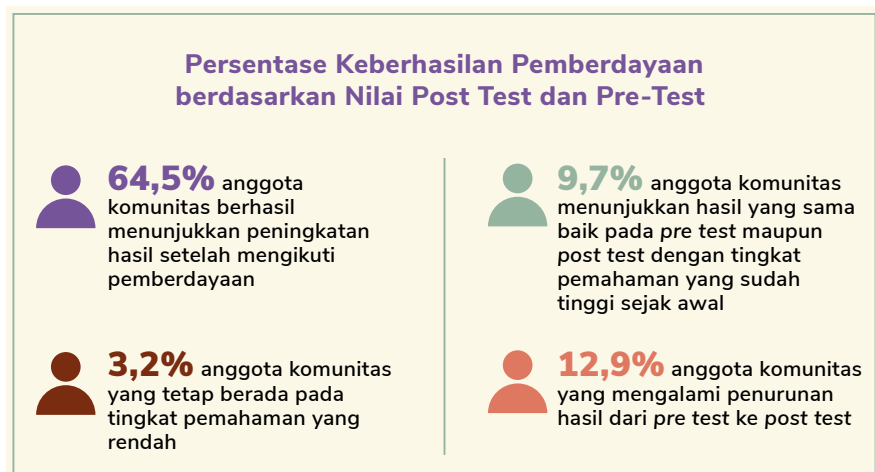 Persentase Keberhasilan Pemberdayaan
berdasarkan Nilai Post Test dan Pre-Test
64,5% anggota
komunitas berhasil
menunjukkan peningkatan
hasil setelah mengikuti
pemberdayaan
9,7% anggota komunitas
menunjukkan hasil yang sama
baik pada pre test maupun
post test dengan tingkat
pemahaman yang sudah
tinggi sejak awal
3,2% anggota komunitas
yang tetap berada pada
tingkat pemahaman yang
rendah
12,9% anggota komunitas
yang mengalami penurunan
hasil dari pre test ke post test